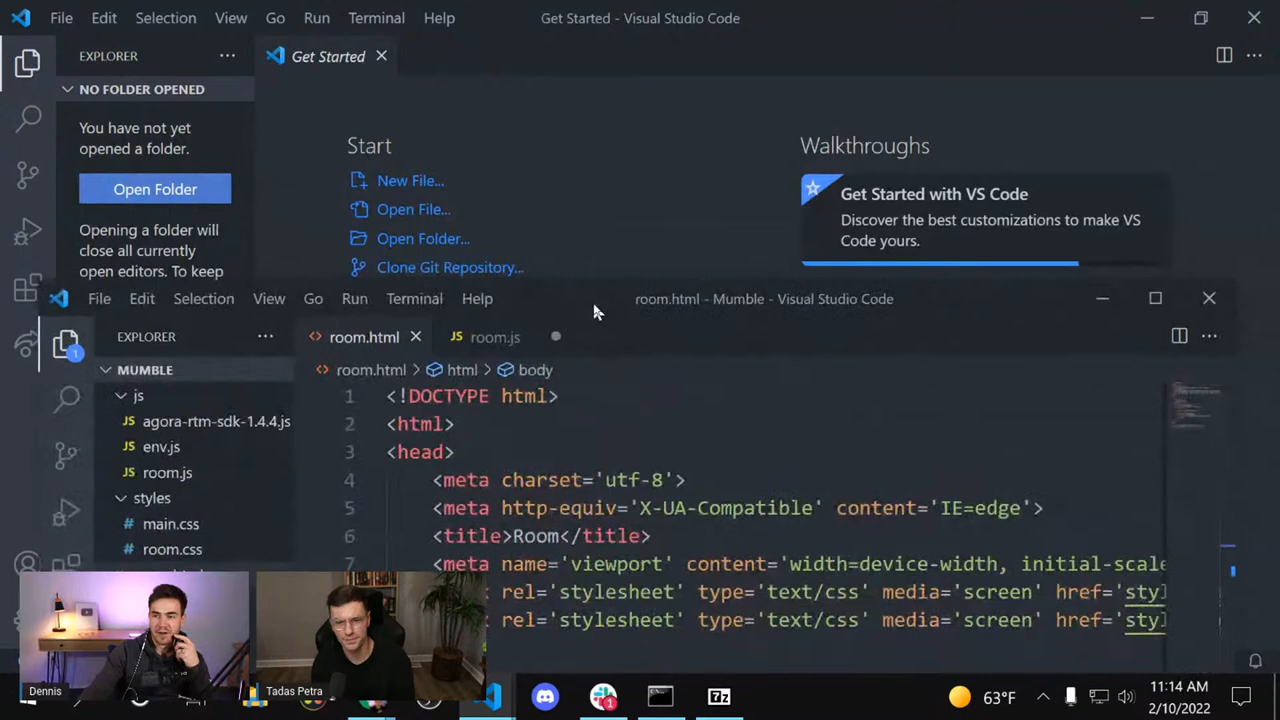 File Edit Selection View Go Run Terminal Help Get Started - Visual Studio Code
EXPLORER
Get Started
NO FOLDER OPENED
You have not yet
opened a folder.
Open Folder
Opening a folder will
close all currently
open editors. To keep
Start
New File...
Open File...
Open Folder...
Clone Git Repository...
Walkthroughs
Get Started with VS Code
Discover the best customizations to make VS
Code yours.
File Edit Selection View Go Run Terminal Help room.html - Mumble - Visual Studio Code
EXPLORER
1
MUMBLE
js
JS agora-rtm-sdk-1.4.4.js
JS env.js
JS room.js
styles
# main.css
# room.css
<> room.html
JS room.js
<> room.html > html > body
1 <!DOCTYPE html>
2 <html>
3 <head>
4 <meta charset='utf-8'>
5 <meta http-equiv='X-UA-Compatible' content='IE=edge'>
6 <title>Room</title>
7 <meta name='viewport' content='width=device-width, initial-scale
rel='stylesheet' type='text/css' media='screen' href='styl
rel='stylesheet' type='text/css' media='screen' href='styl
Dennis
Tadas Petra
1
7z
63°F
11:14 AM
2/10/2022